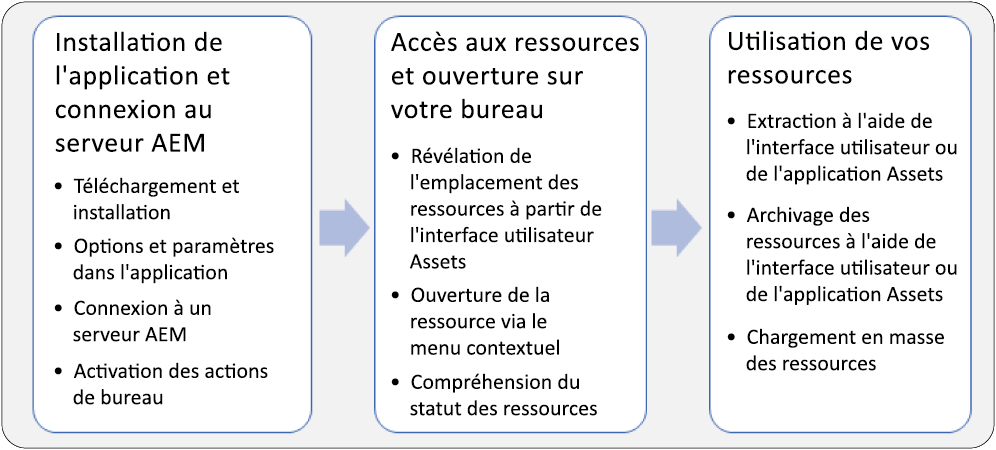 Installation de
l'application et
connexion au
serveur AEM
• Téléchargement et
installation
• Options et paramètres
dans l'application
• Connexion à un
serveur AEM
• Activation des actions
de bureau
Accès aux ressources
et ouverture sur
votre bureau
• Révélation de
l'emplacement des
ressources à partir de
l'interface utilisateur
Assets
• Ouverture de la
ressource via le
menu contextuel
• Compréhension du
statut des ressources
Utilisation de vos
ressources
• Extraction à l'aide de
l'interface utilisateur ou
de l'application Assets
• Archivage des
ressources à l'aide de
l'interface utilisateur ou
de l'application Assets
• Chargement en masse
des ressources